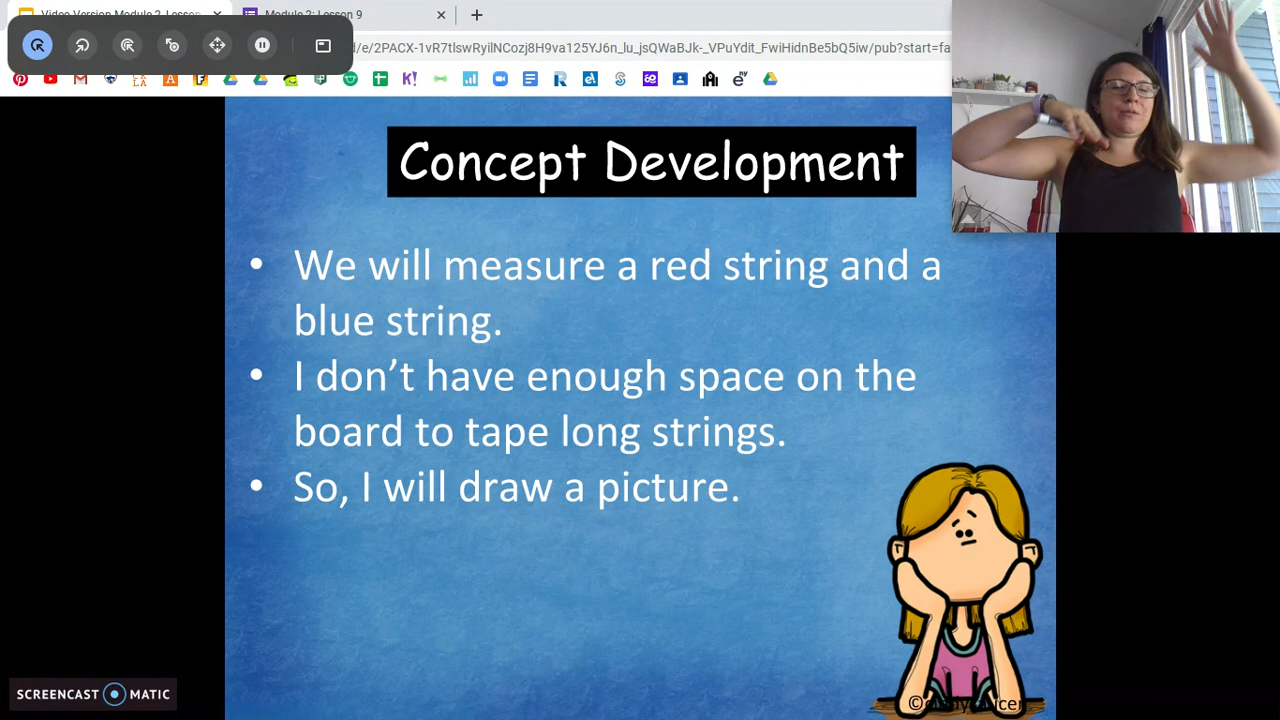 Video Version Module 2 Lesson
Module 2: Lesson 9
d/e/2PACX-1vR7tlswRyilNCozj8H9va125YJ6n_lu_jsQWaBJk-_VPuYdit_FwiHidnBe5bQ5iw/pub?start=fa
Concept Development
• We will measure a red string and a
blue string.
• I don’t have enough space on the
board to tape long strings.
• So, I will draw a picture.
SCREENCAST MATIC